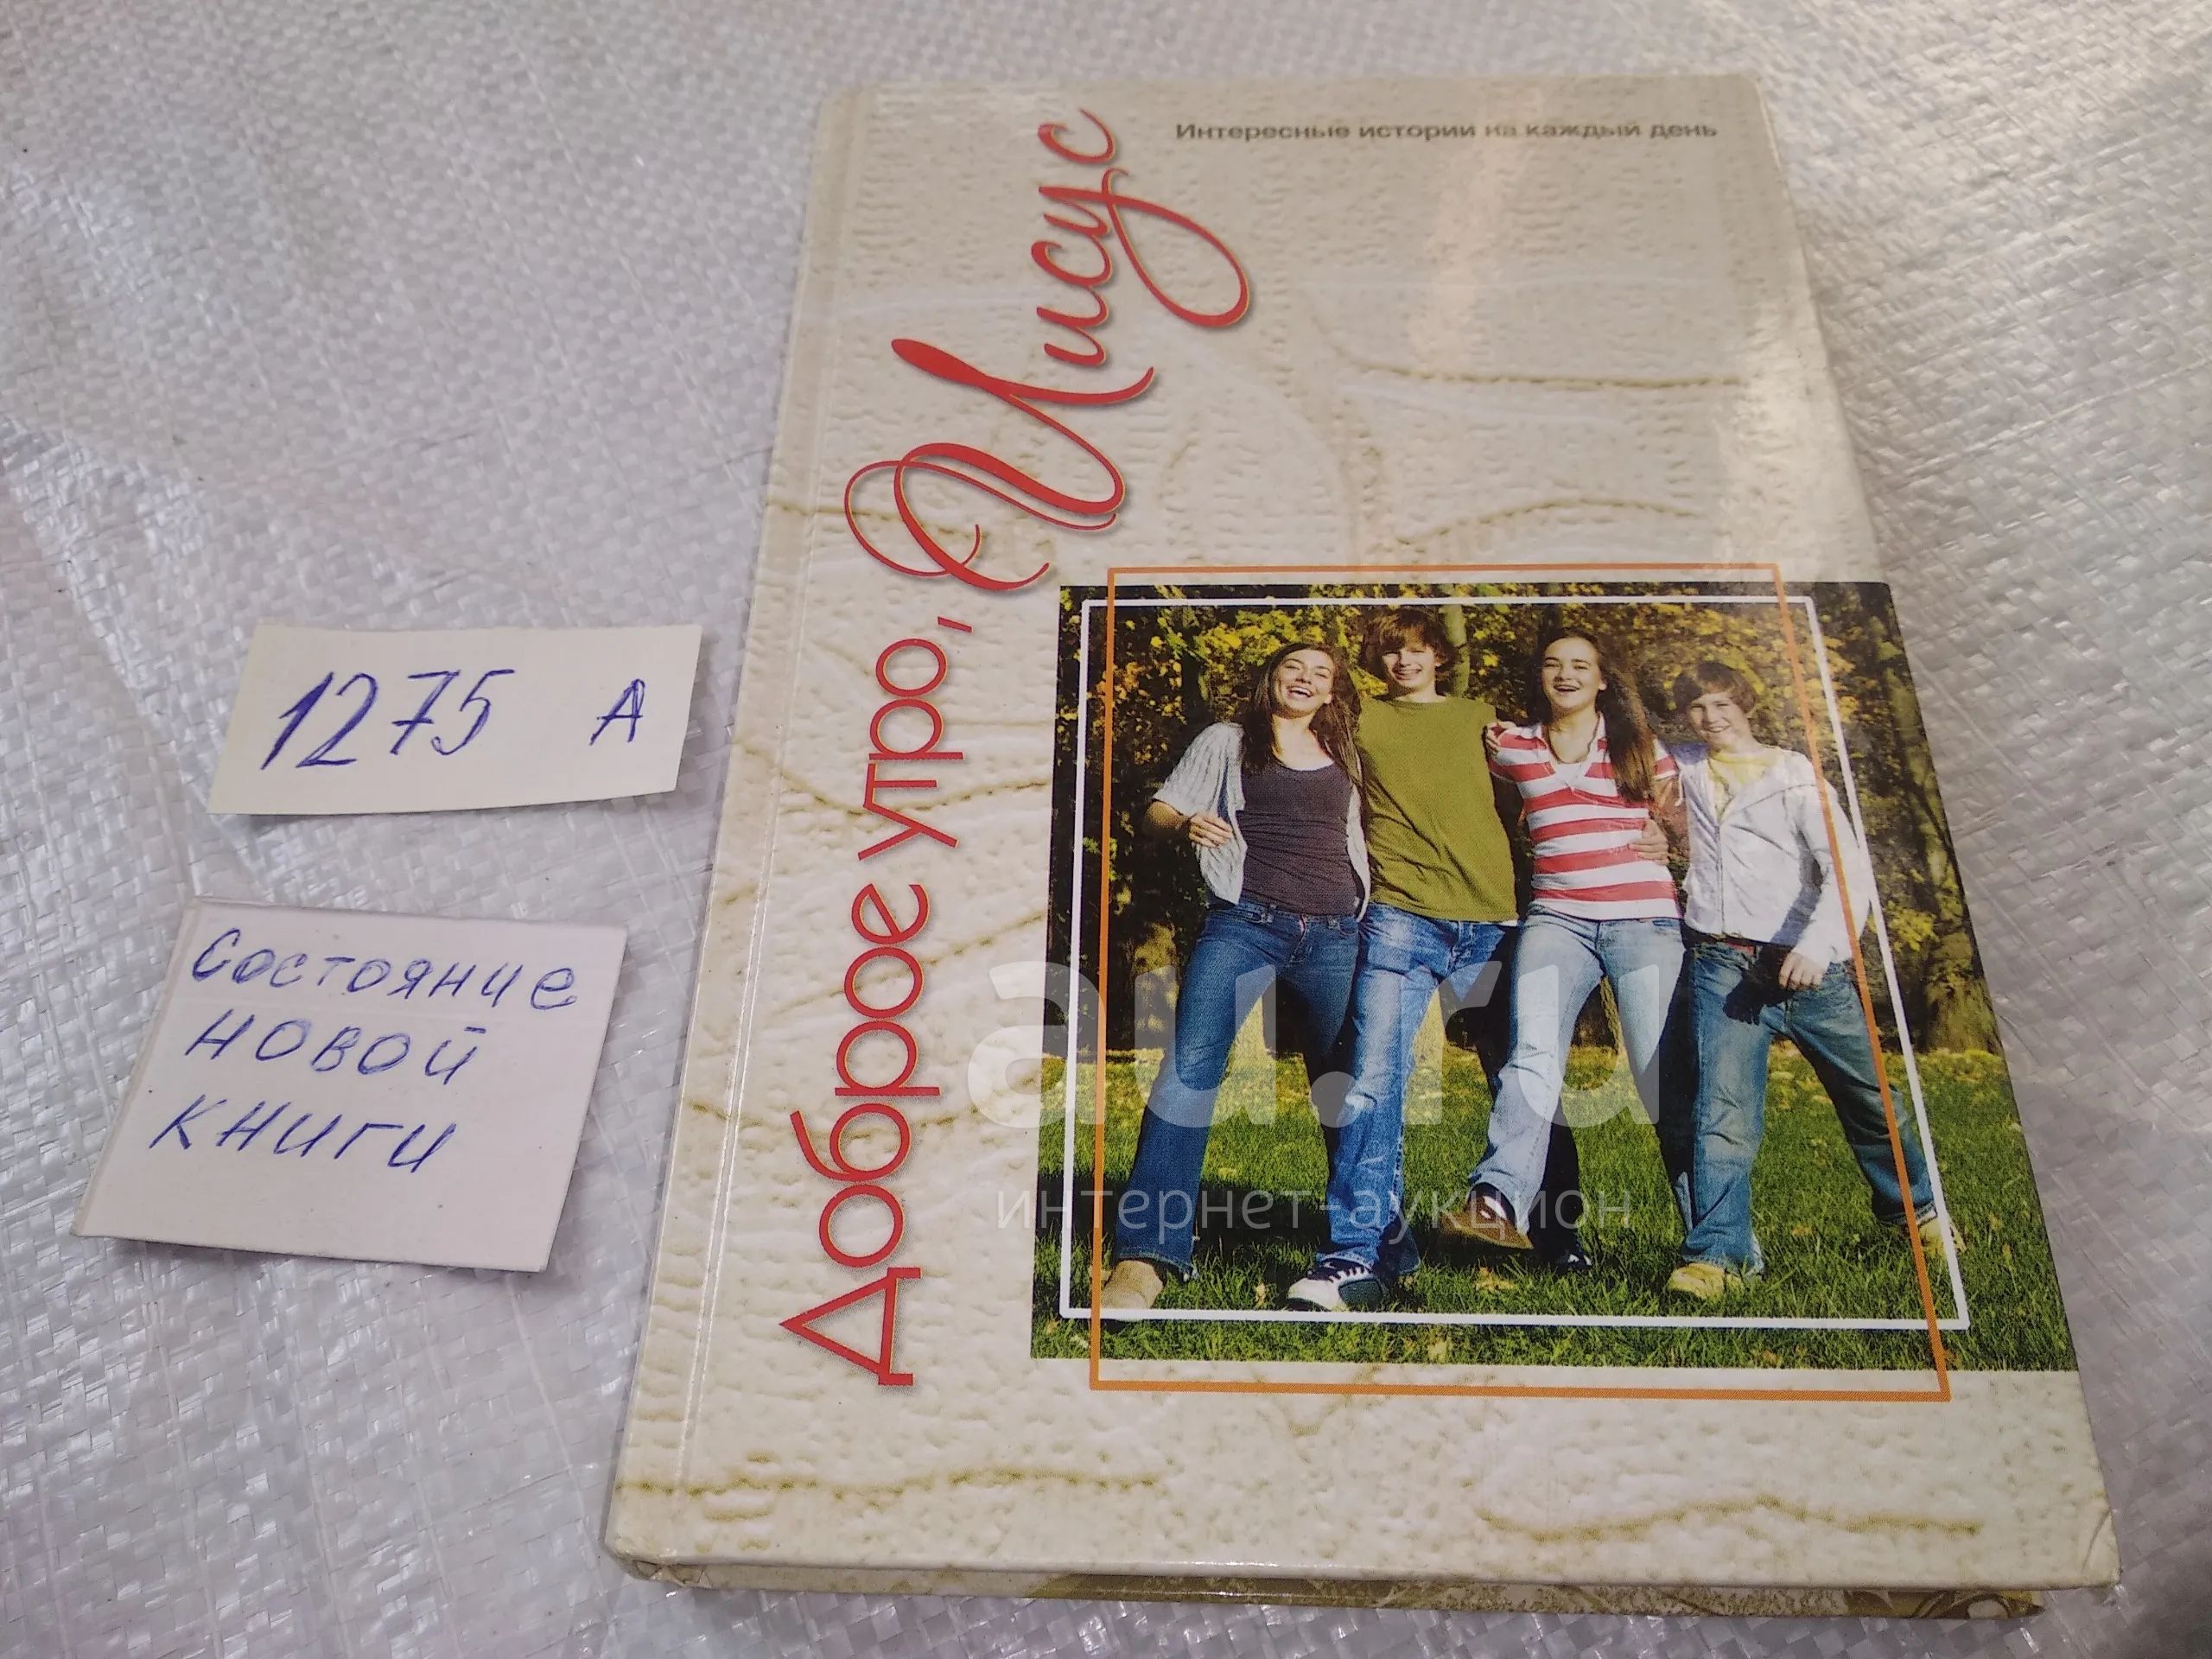 Интересные истории на каждый день
Доброе утро, Иисус
1275 А
Состояние
новой
книги
au.ru
интернет-аукцион